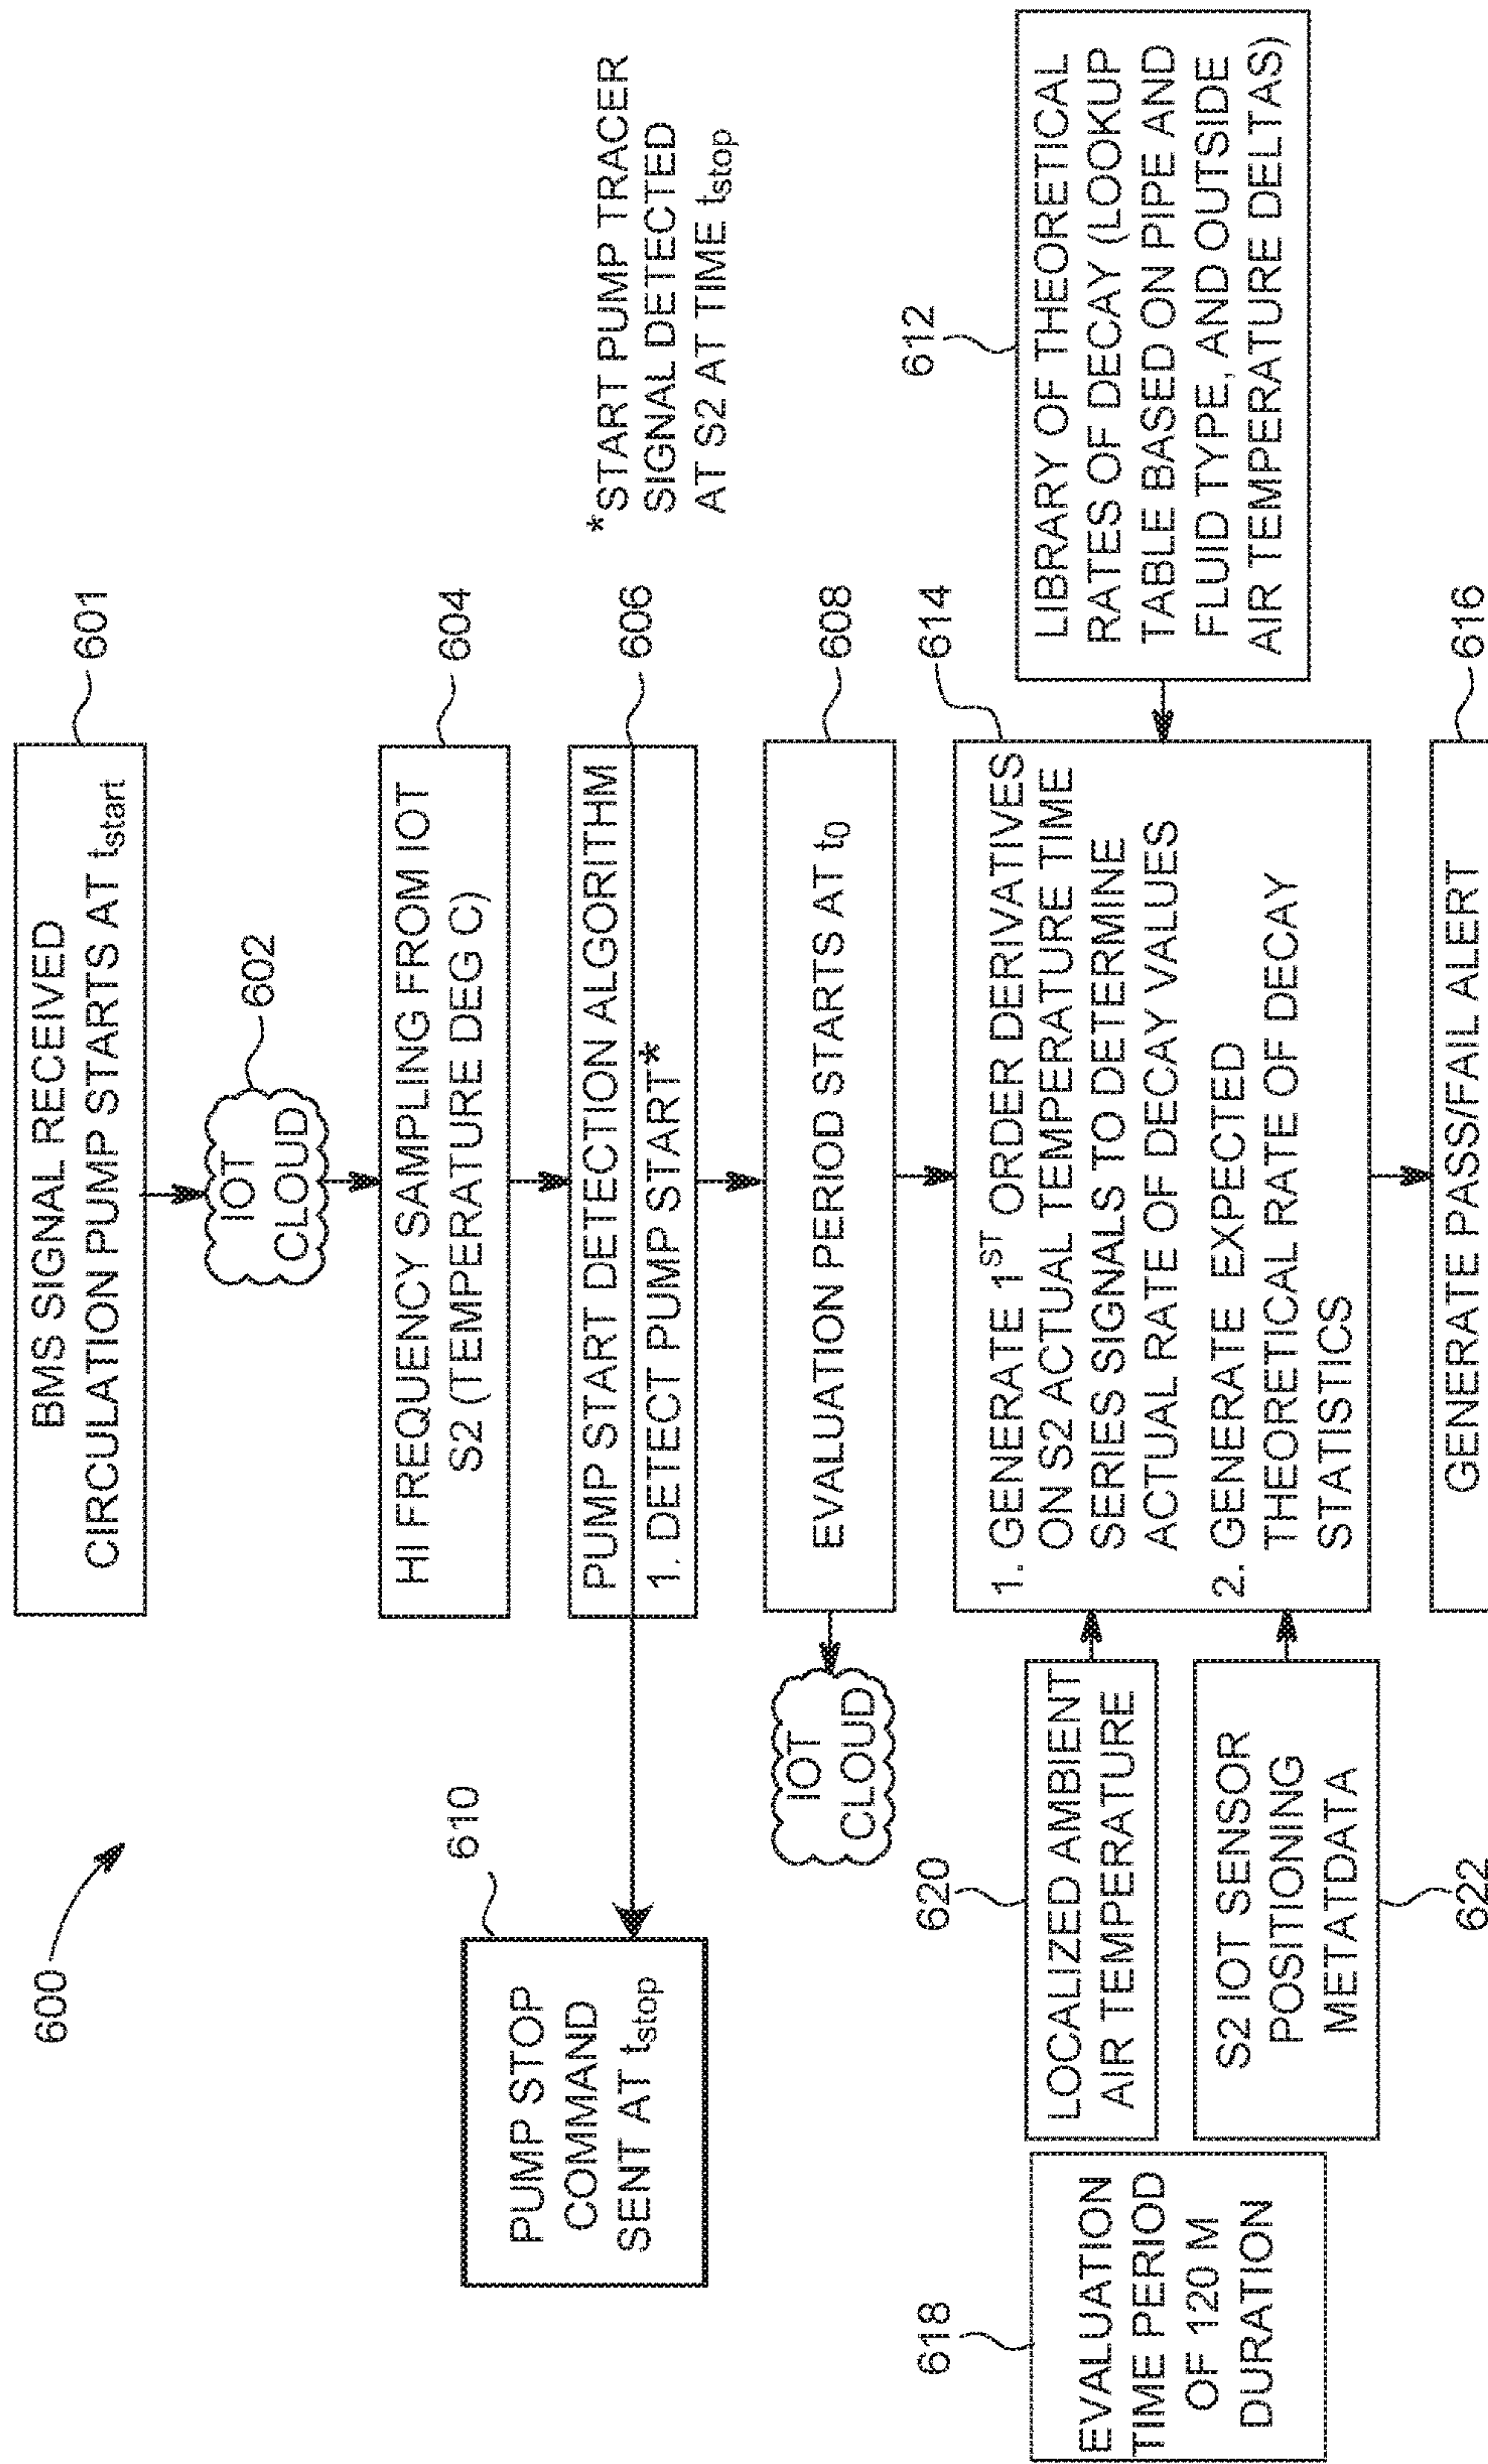 600
BMS SIGNAL RECEIVED
CIRCULATION PUMP STARTS AT tstart
601
IOT
CLOUD
602
HI FREQUENCY SAMPLING FROM IOT
S2 (TEMPERATURE DEG C)
604
PUMP START DETECTION ALGORITHM
1. DETECT PUMP START*
606
*START PUMP TRACER
SIGNAL DETECTED
AT S2 AT TIME tstop
610
PUMP STOP
COMMAND
SENT AT tstop
EVALUATION PERIOD STARTS AT t0
608
IOT
CLOUD
618
EVALUATION
TIME PERIOD
OF 120 M
DURATION
620
LOCALIZED AMBIENT
AIR TEMPERATURE
S2 IOT SENSOR
POSITIONING
METATDATA
622
1. GENERATE 1ST ORDER DERIVATIVES
ON S2 ACTUAL TEMPERATURE TIME
SERIES SIGNALS TO DETERMINE
ACTUAL RATE OF DECAY VALUES
2. GENERATE EXPECTED
THEORETICAL RATE OF DECAY
STATISTICS
614
612
LIBRARY OF THEORETICAL
RATES OF DECAY (LOOKUP
TABLE BASED ON PIPE AND
FLUID TYPE, AND OUTSIDE
AIR TEMPERATURE DELTAS)
GENERATE PASS/FAIL ALERT
616